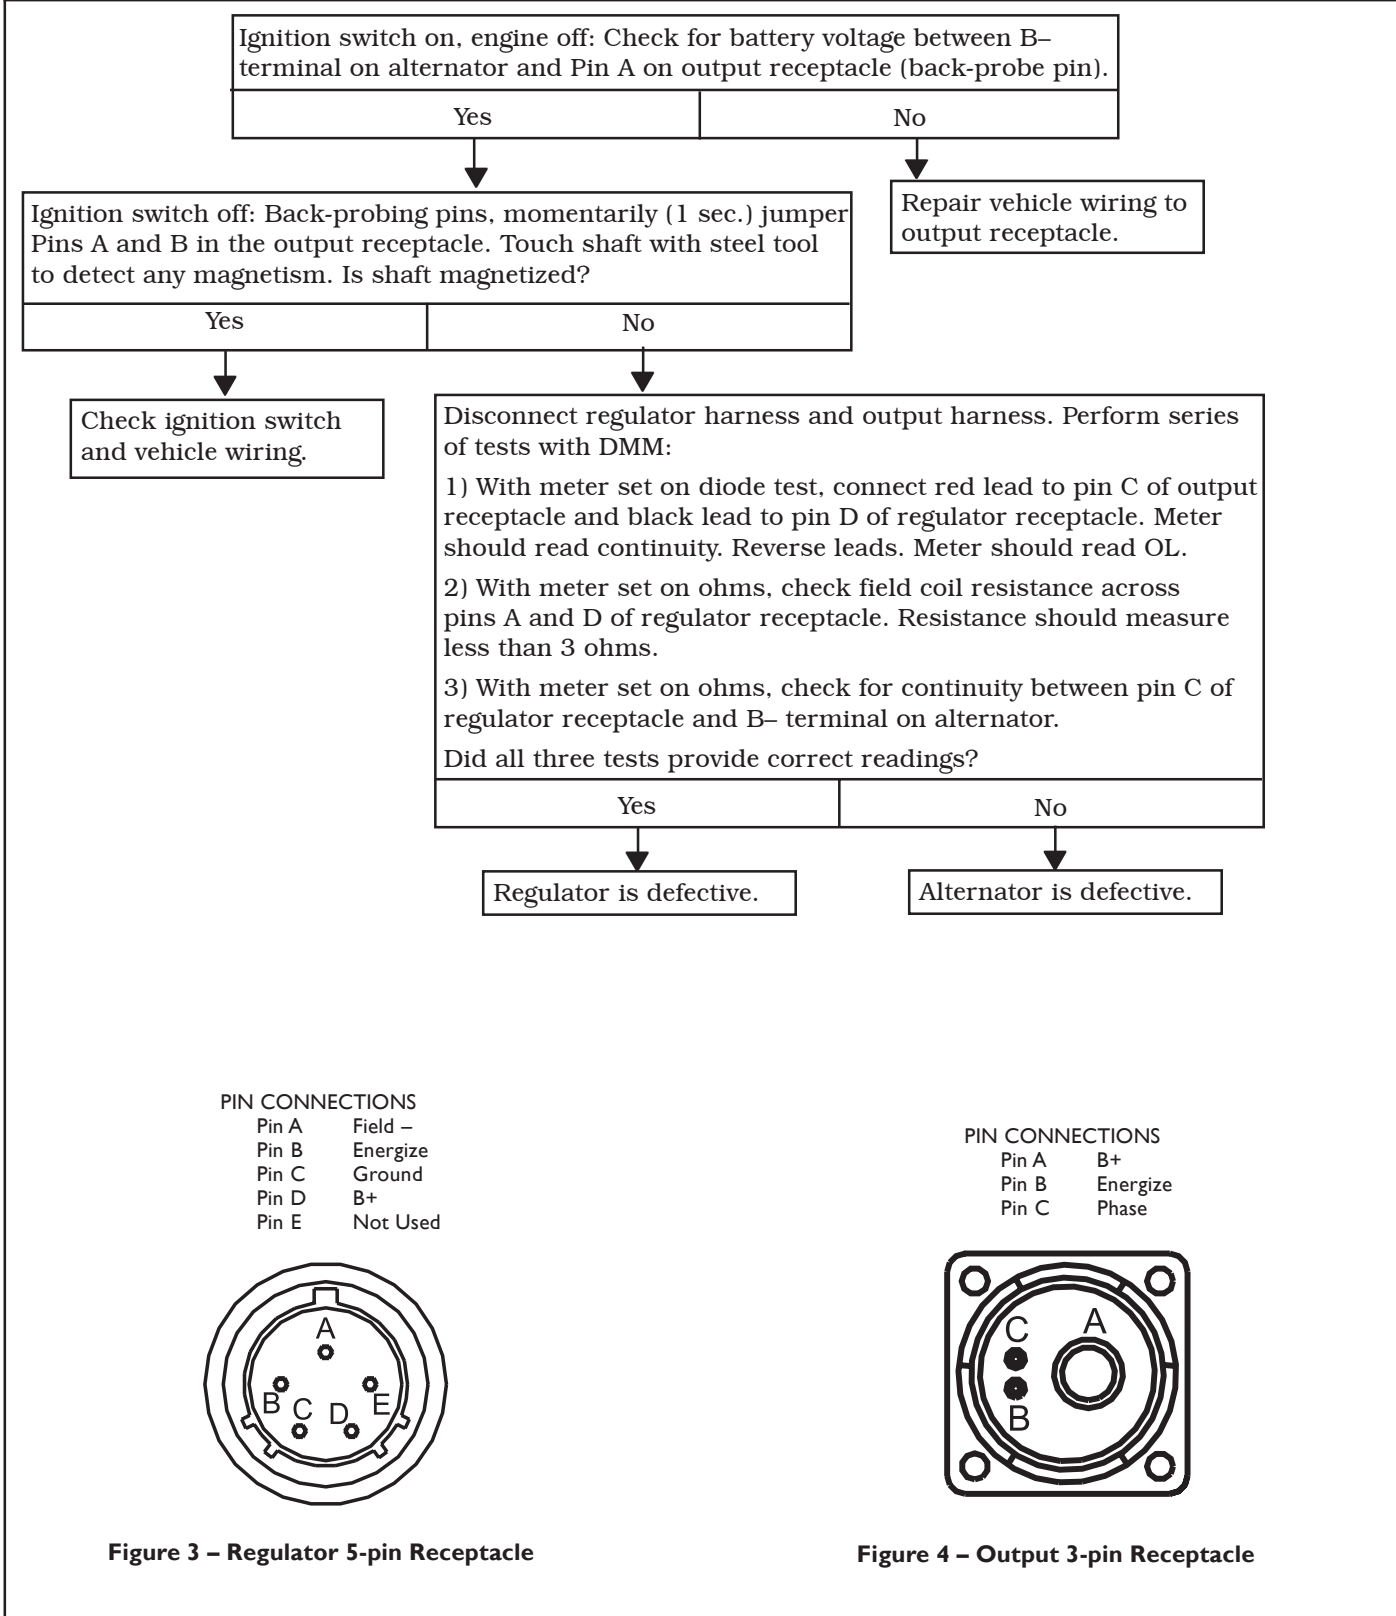 Ignition switch on, engine off: Check for battery voltage between B–
terminal on alternator and Pin A on output receptacle (back-probe pin).
Yes
No
Ignition switch off: Back-probing pins, momentarily (1 sec.) jumper
Pins A and B in the output receptacle. Touch shaft with steel tool
to detect any magnetism. Is shaft magnetized?
Yes
No
Repair vehicle wiring to
output receptacle.
Check ignition switch
and vehicle wiring.
Disconnect regulator harness and output harness. Perform series
of tests with DMM:
1) With meter set on diode test, connect red lead to pin C of output
receptacle and black lead to pin D of regulator receptacle. Meter
should read continuity. Reverse leads. Meter should read OL.
2) With meter set on ohms, check field coil resistance across
pins A and D of regulator receptacle. Resistance should measure
less than 3 ohms.
3) With meter set on ohms, check for continuity between pin C of
regulator receptacle and B– terminal on alternator.
Did all three tests provide correct readings?
Yes
No
Regulator is defective.
Alternator is defective.
PIN CONNECTIONS
Pin A Field –
Pin B Energize
Pin C Ground
Pin D B+
Pin E Not Used
A
B
C
D
E
Figure 3 – Regulator 5-pin Receptacle
PIN CONNECTIONS
Pin A B+
Pin B Energize
Pin C Phase
C
A
B
Figure 4 – Output 3-pin Receptacle